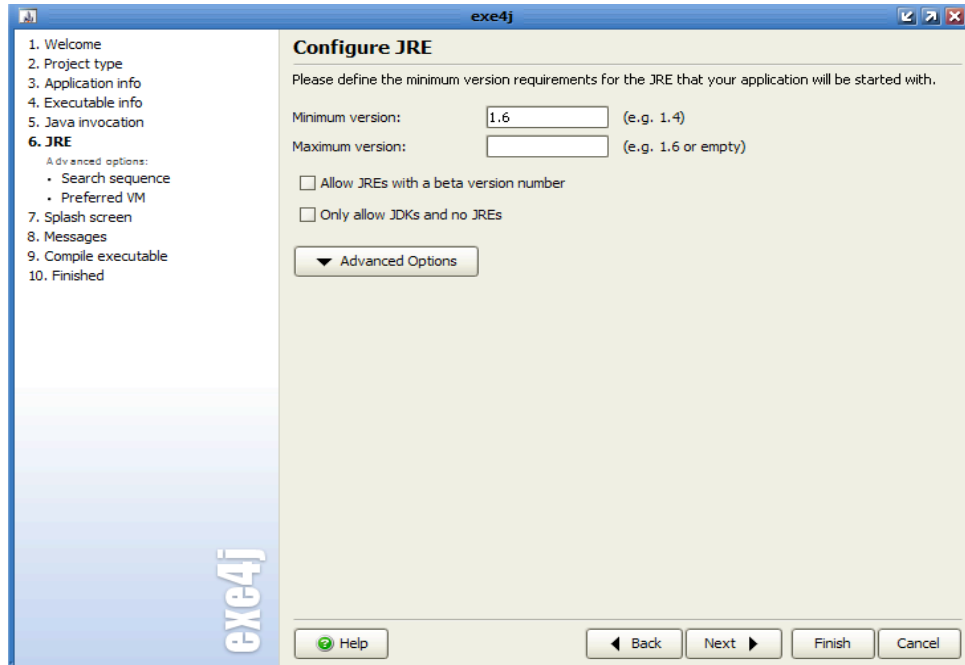 exe4j
1. Welcome
2. Project type
3. Application info
4. Executable info
5. Java invocation
6. JRE
Advanced options:
• Search sequence
• Preferred VM
7. Splash screen
8. Messages
9. Compile executable
10. Finished
exe4j
Configure JRE
Please define the minimum version requirements for the JRE that your application will be started with.
Minimum version: 1.6 (e.g. 1.4)
Maximum version: (e.g. 1.6 or empty)
Allow JREs with a beta version number
Only allow JDKs and no JREs
Advanced Options
Help Back Next Finish Cancel